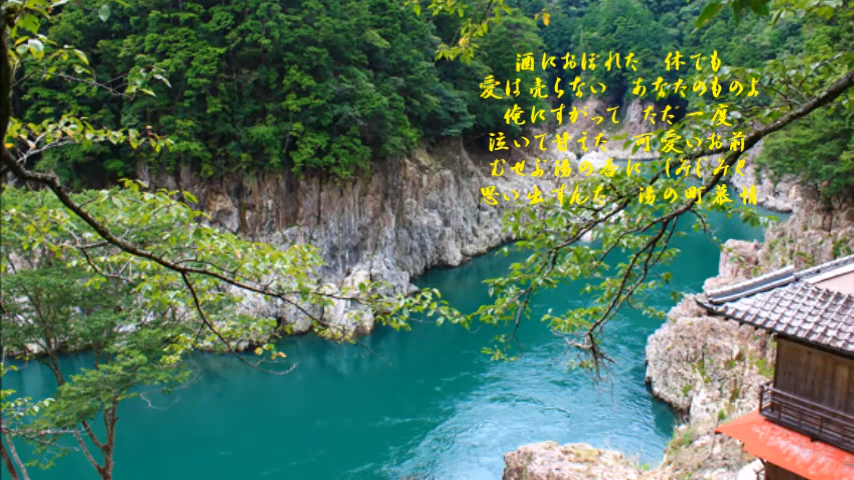 酒におぼれた 体ても
愛は売らない あなたのものよ
俺にすがって ただ一度
泣いて甘えた 可愛いお前
むせぶ湯の香に しみじみと
思い出すんだ 湯の町慕情